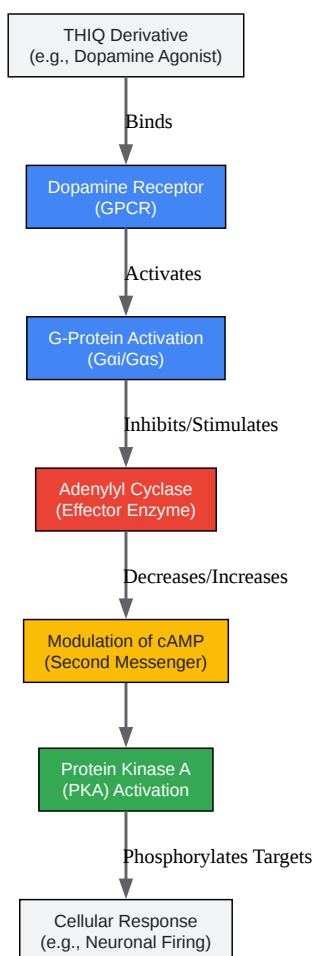 THIQ Derivative
(e.g., Dopamine Agonist)
Binds
Dopamine Receptor
(GPCR)
Activates
G-Protein Activation
(Gαi/Gαs)
Inhibits/Stimulates
Adenylyl Cyclase
(Effector Enzyme)
Decreases/Increases
Modulation of cAMP
(Second Messenger)
Protein Kinase A
(PKA) Activation
Phosphorylates Targets
Cellular Response
(e.g., Neuronal Firing)